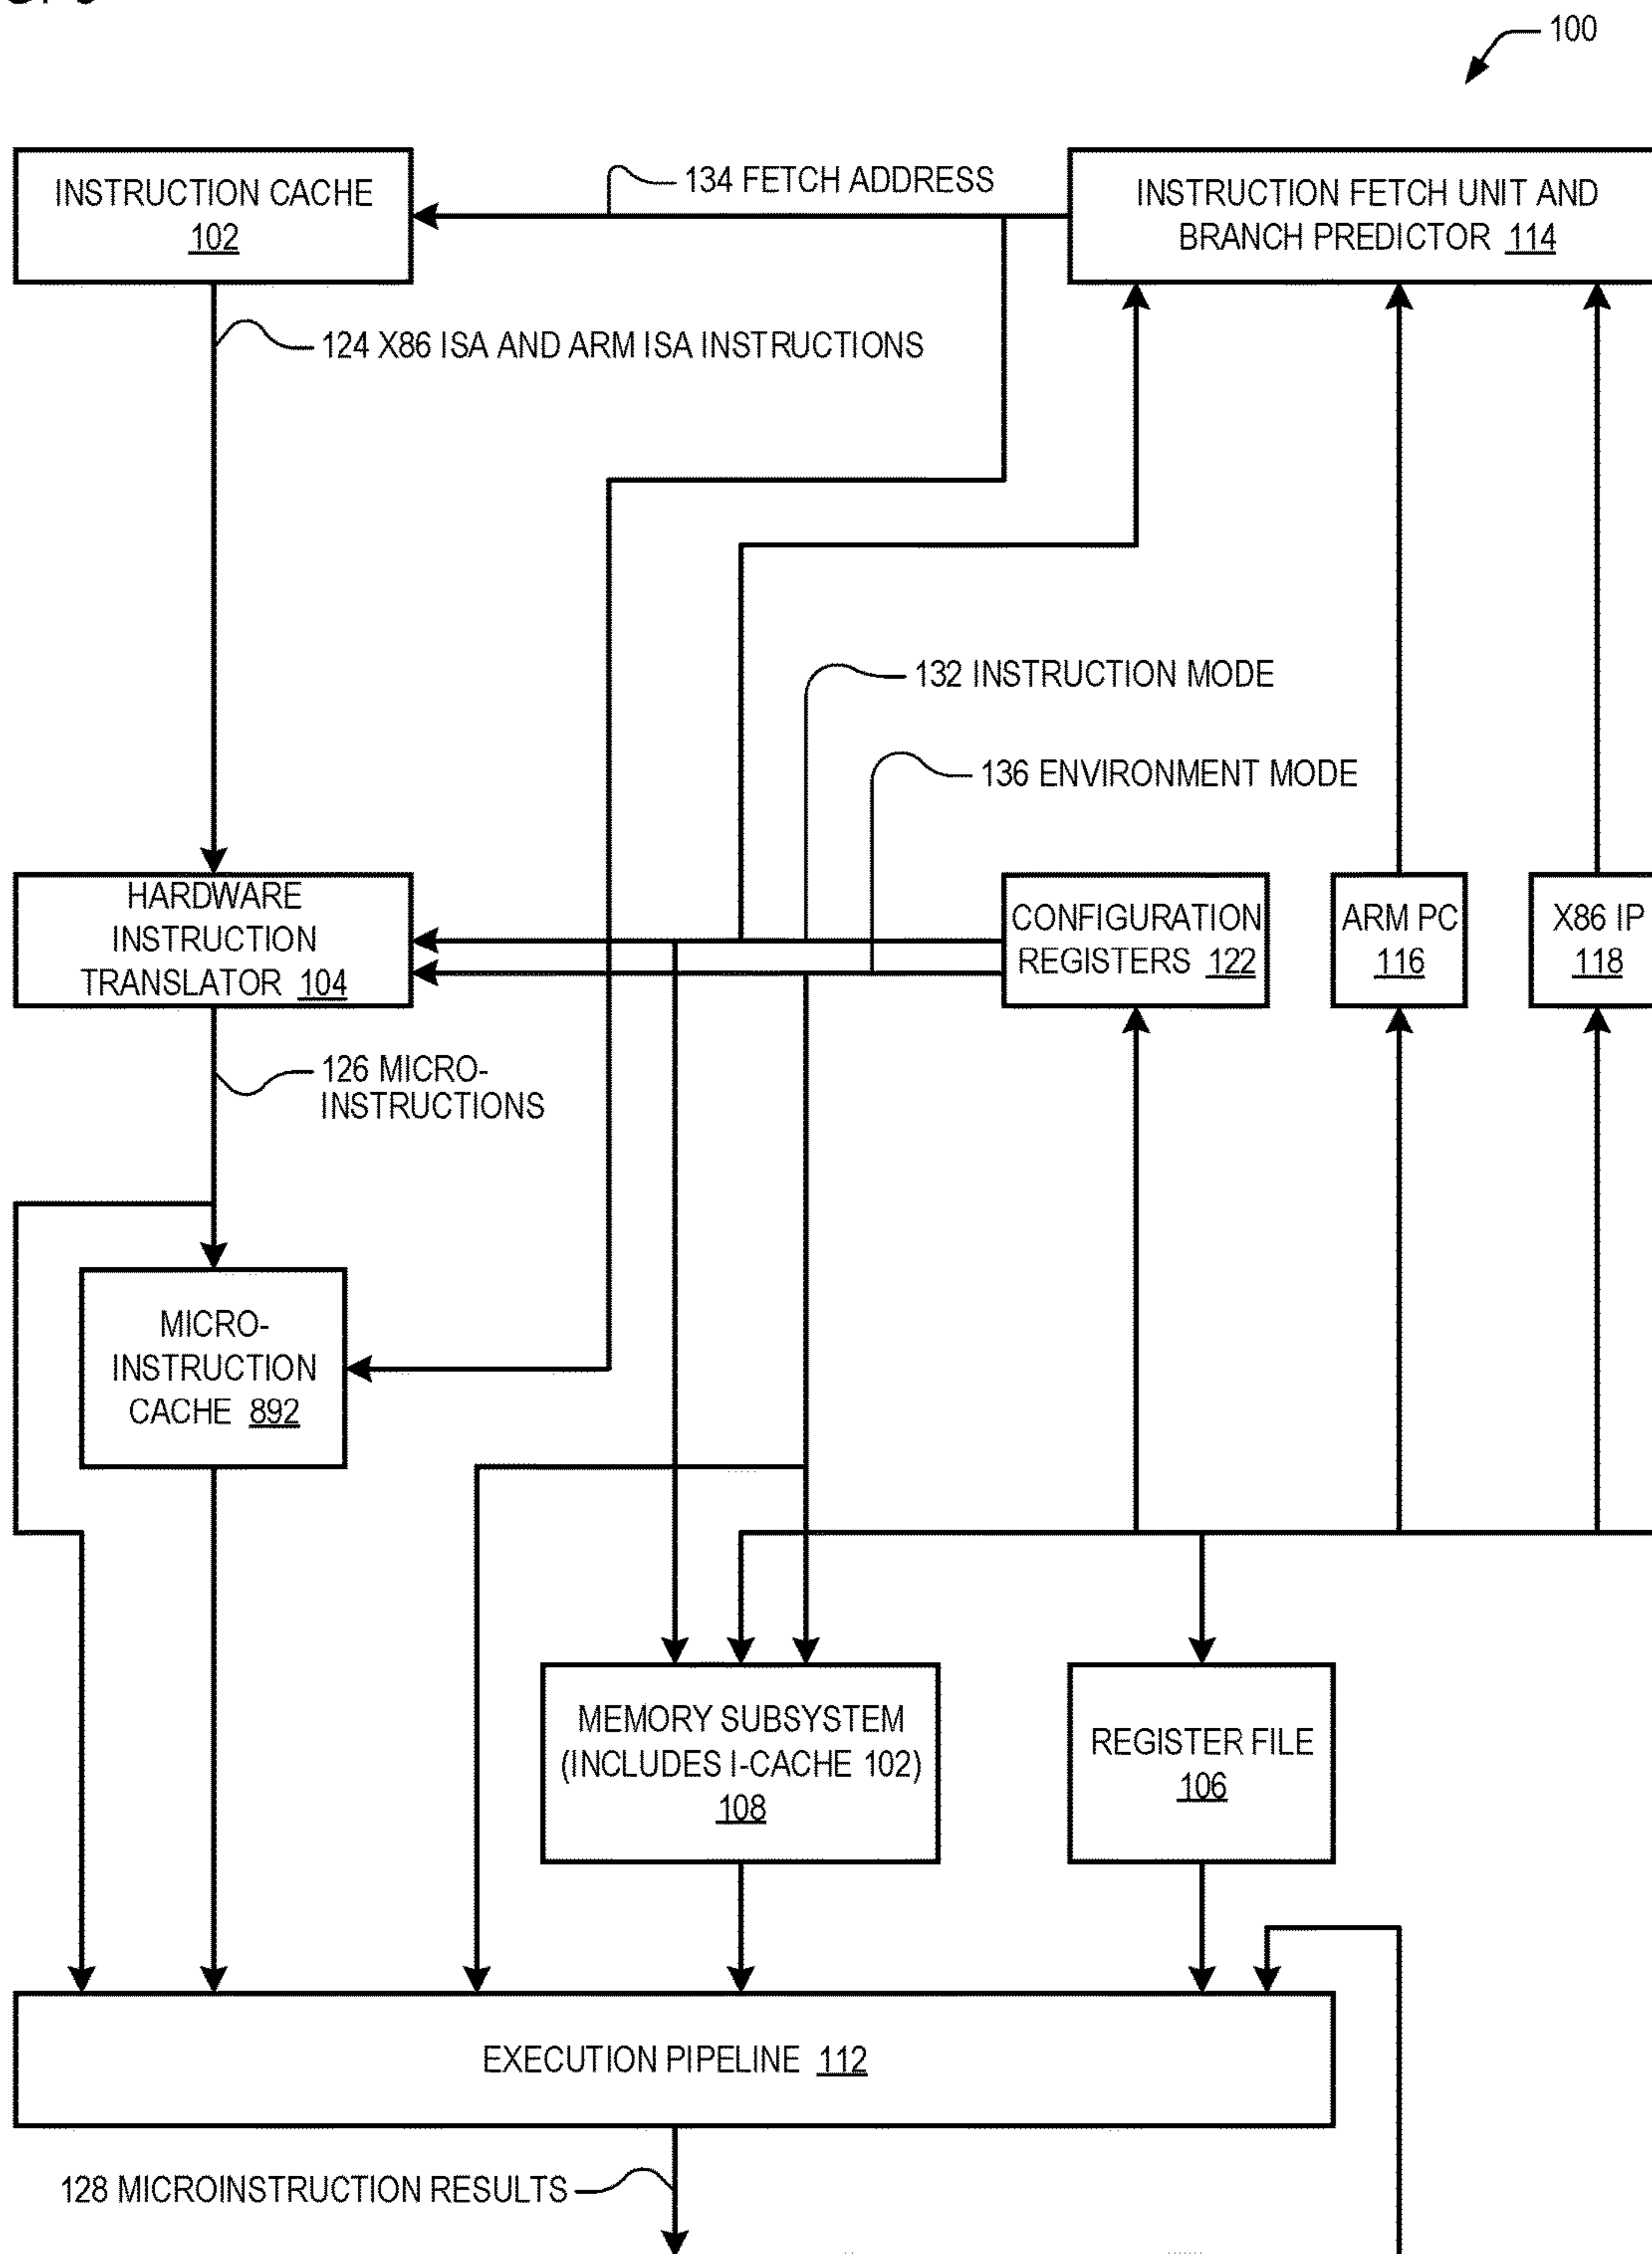 100
INSTRUCTION CACHE
102
134 FETCH ADDRESS
INSTRUCTION FETCH UNIT AND
BRANCH PREDICTOR 114
124 X86 ISA AND ARM ISA INSTRUCTIONS
132 INSTRUCTION MODE
136 ENVIRONMENT MODE
HARDWARE
INSTRUCTION
TRANSLATOR 104
CONFIGURATION
REGISTERS 122
ARM PC
116
X86 IP
118
126 MICRO-
INSTRUCTIONS
MICRO-
INSTRUCTION
CACHE 892
MEMORY SUBSYSTEM
(INCLUDES I-CACHE 102)
108
REGISTER FILE
106
EXECUTION PIPELINE 112
128 MICROINSTRUCTION RESULTS